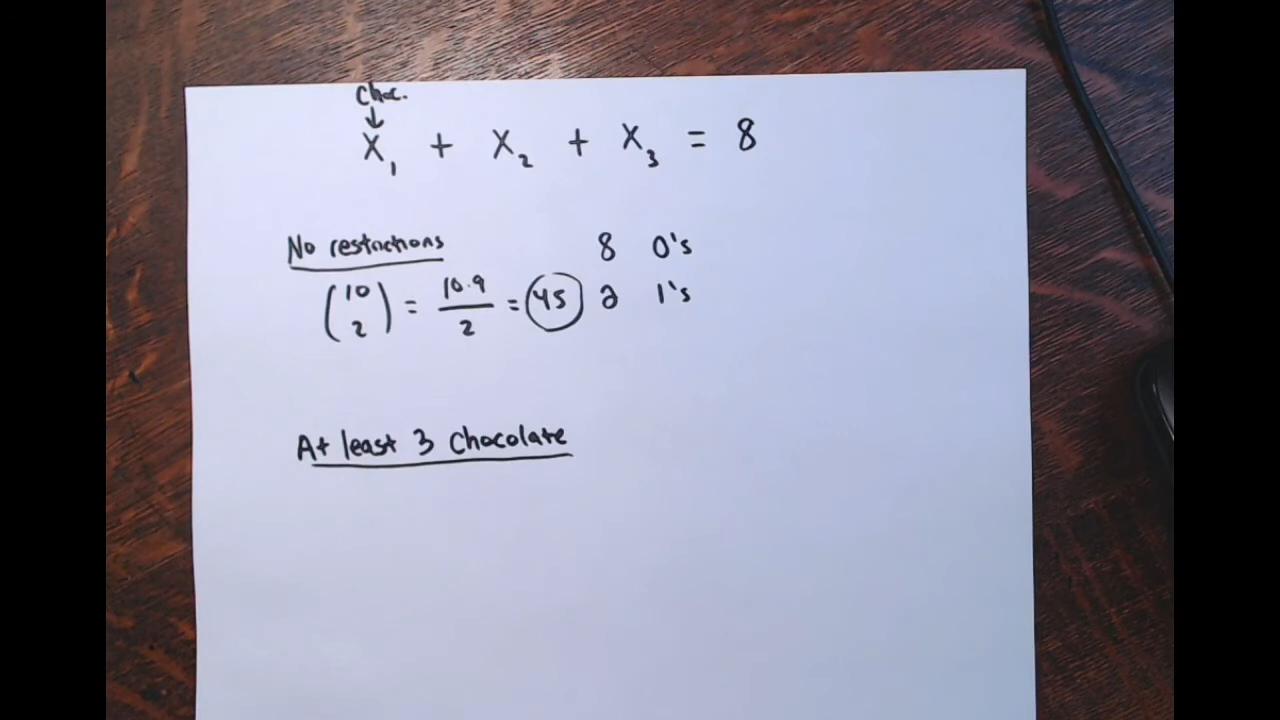 Choc.
↓
X₁ + X₂ + X₃ = 8
No restrictions 8 0's
(10 2) = 10·9 / 2 = 45 2 1's
At least 3 Chocolate